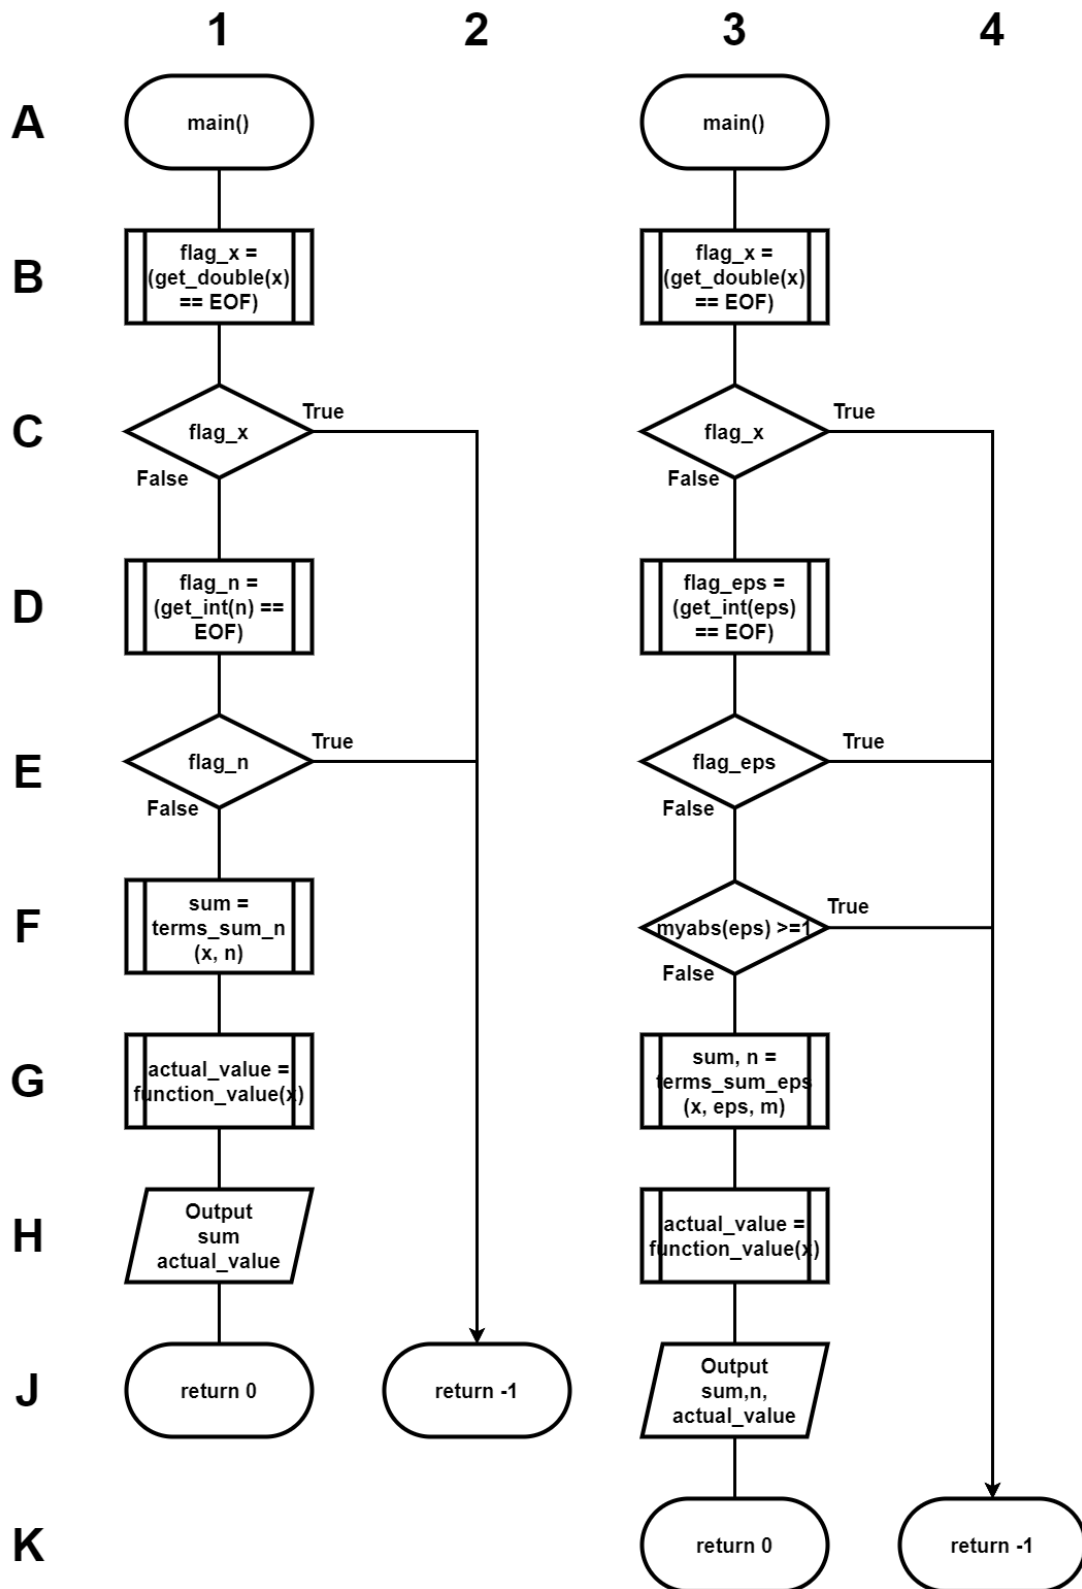 1
2
3
4
A
main()
main()
B
flag_x =
(get_double(x)
== EOF)
flag_x =
(get_double(x)
== EOF)
C
flag_x
True
False
flag_x
True
False
D
flag_n =
(get_int(n) ==
EOF)
flag_eps =
(get_int(eps)
== EOF)
E
flag_n
True
False
flag_eps
True
False
F
sum =
terms_sum_n
(x, n)
myabs(eps) >=1
True
False
G
actual_value =
function_value(x)
sum, n =
terms_sum_eps
(x, eps, m)
H
Output
sum
actual_value
actual_value =
function_value(x)
J
return 0
return -1
Output
sum,n,
actual_value
K
return 0
return -1